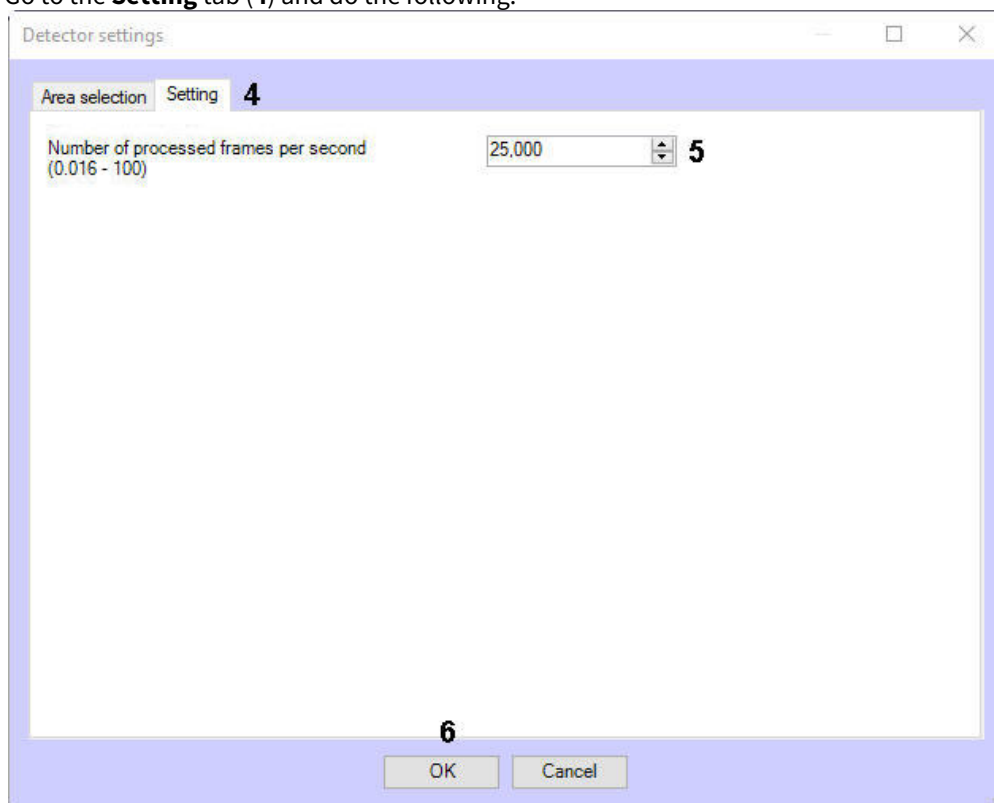 Go to the Setting tab (4) and do the following:
Detector settings
Area selection Setting 4
Number of processed frames per second 25,000 5
(0.016 - 100)
6
OK Cancel